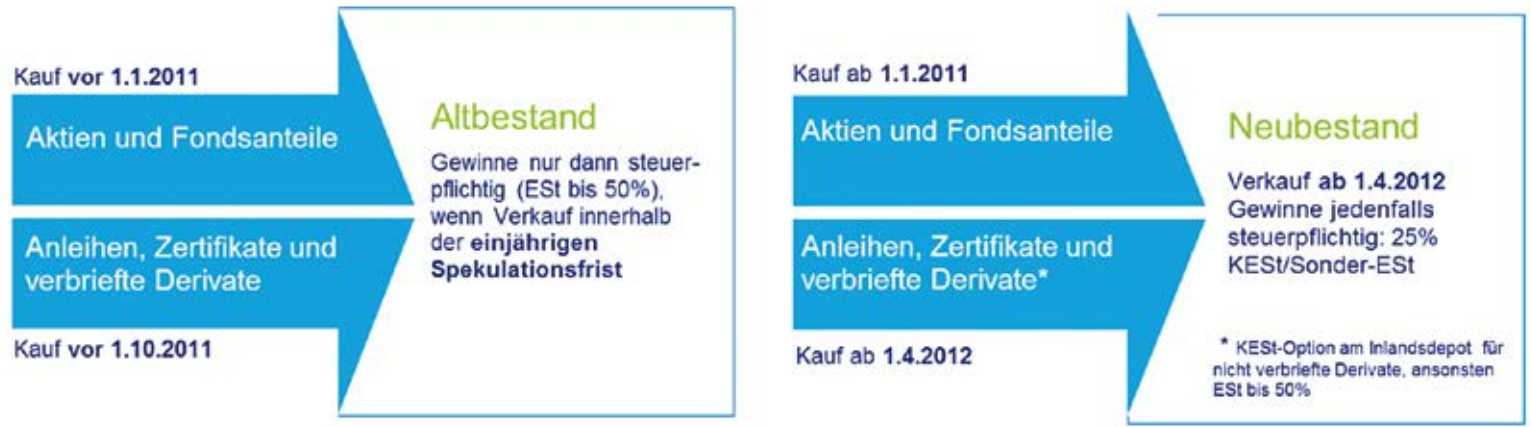 Kauf vor 1.1.2011
Aktien und Fondsanteile
Anleihen, Zertifikate und
verbriefte Derivate
Kauf vor 1.10.2011
Altbestand
Gewinne nur dann steuer-
pflichtig (ESt bis 50%),
wenn Verkauf innerhalb
der einjährigen
Spekulationsfrist
Kauf ab 1.1.2011
Aktien und Fondsanteile
Anleihen, Zertifikate und
verbriefte Derivate*
Kauf ab 1.4.2012
Neubestand
Verkauf ab 1.4.2012
Gewinne jedenfalls
steuerpflichtig: 25%
KESt/Sonder-ESt
* KESt-Option am Inlandsdepot für
nicht verbriefte Derivate, ansonsten
ESt bis 50%